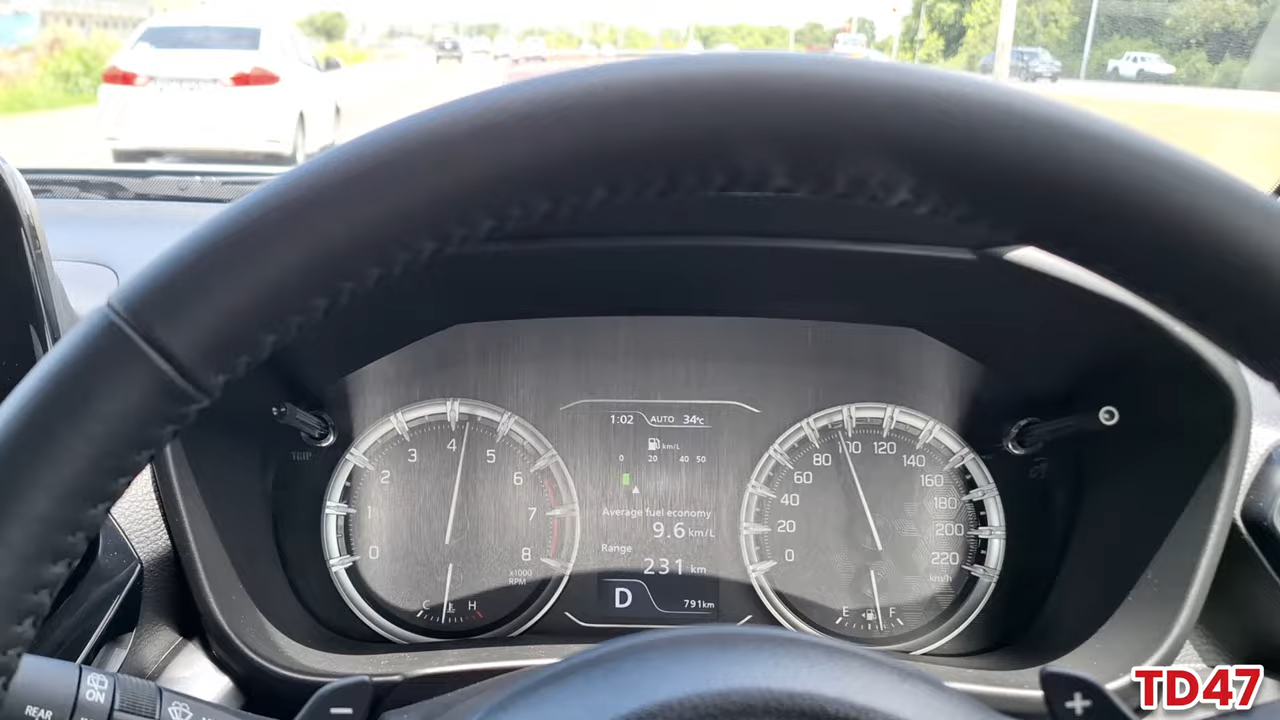 1:02 AUTO 34°C
km/L
0 20 40 50
Average fuel economy
9.6 km/L
Range
231 km
D 791km
0 1 2 3 4 5 6 7 8
x1000
RPM
C H
0 20 40 60 80 100 120 140 160 180 200 220
km/h
E F
TRIP
ON
REAR
- +
TD47